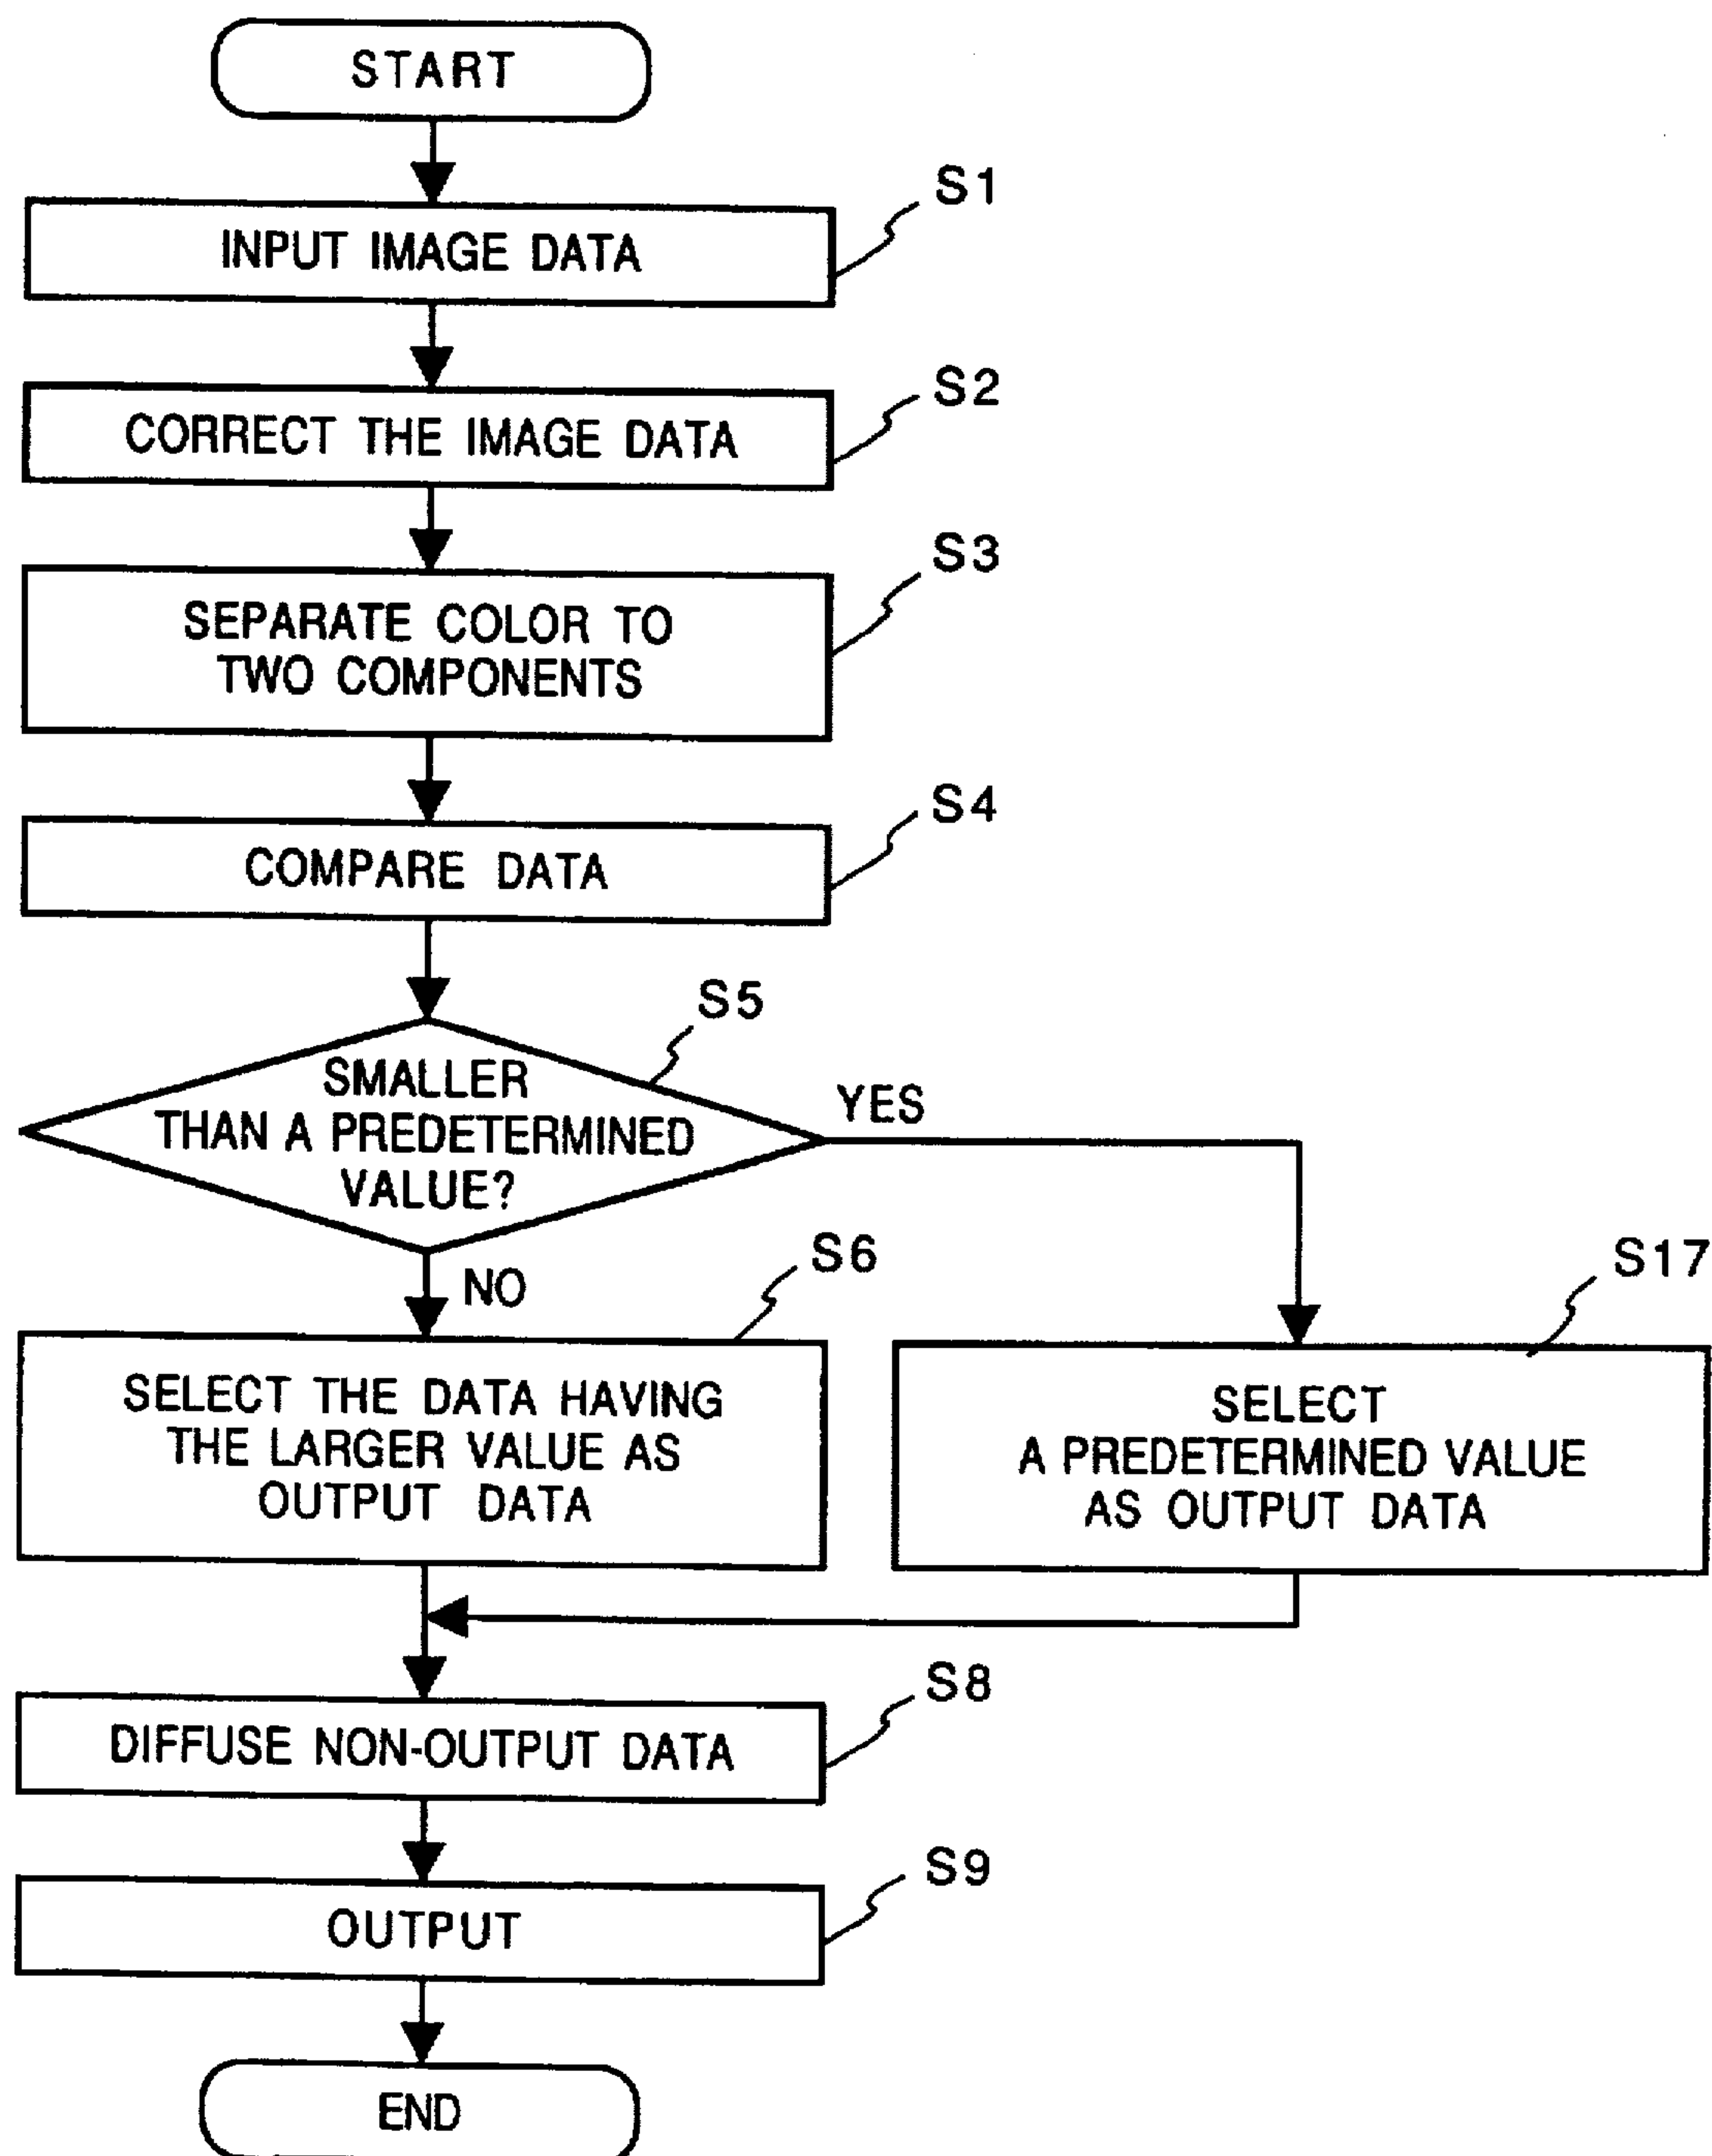 START
S1
INPUT IMAGE DATA
S2
CORRECT THE IMAGE DATA
S3
SEPARATE COLOR TO
TWO COMPONENTS
S4
COMPARE DATA
S5
SMALLER
THAN A PREDETERMINED
VALUE?
YES
NO
S6
SELECT THE DATA HAVING
THE LARGER VALUE AS
OUTPUT DATA
S17
SELECT
A PREDETERMINED VALUE
AS OUTPUT DATA
S8
DIFFUSE NON-OUTPUT DATA
S9
OUTPUT
END